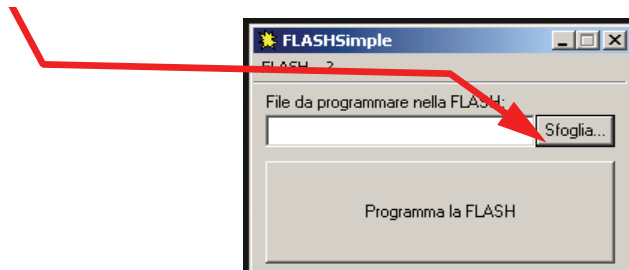 FLASHSimple
FLASH ?
File da programmare nella FLASH:
Sfoglia...
Programma la FLASH